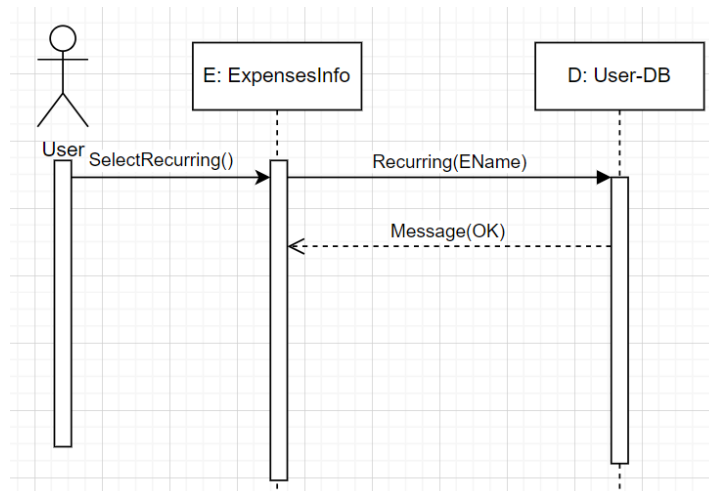 E: ExpensesInfo
D: User-DB
User
SelectRecurring()
Recurring(EName)
Message(OK)